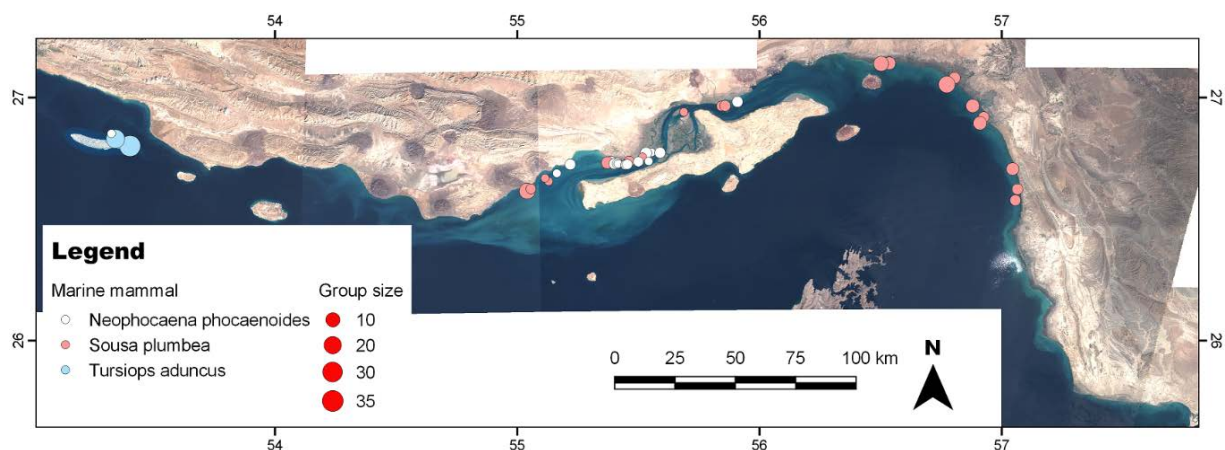 54 55 56 57
27 27
Legend
Marine mammal Group size
Neophocaena phocaenoides 10
Sousa plumbea 20
Tursiops aduncus 30
35
0 25 50 75 100 km
N
26 26
54 55 56 57